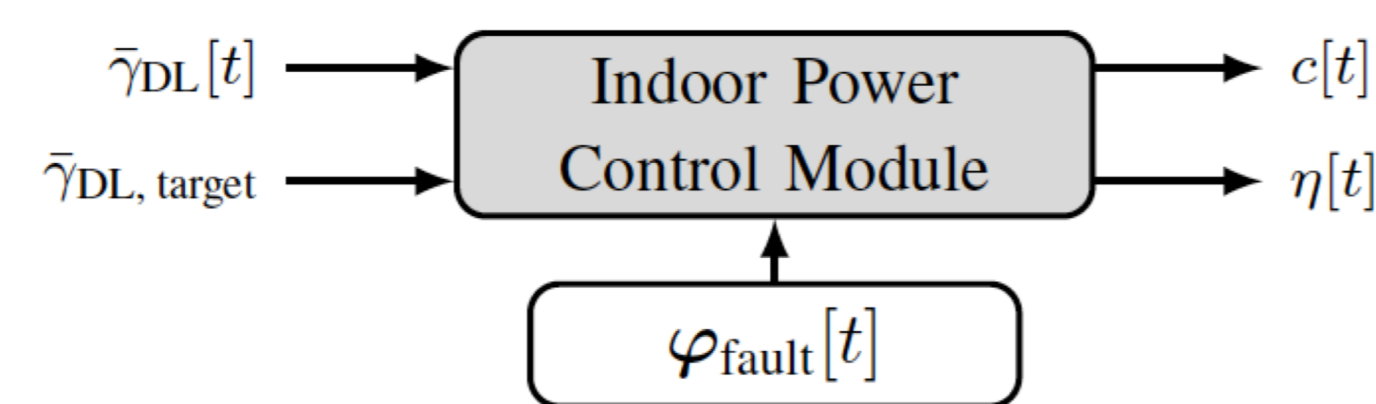 γ̄DL[t]
γ̄DL, target
Indoor Power
Control Module
c[t]
η[t]
φfault[t]